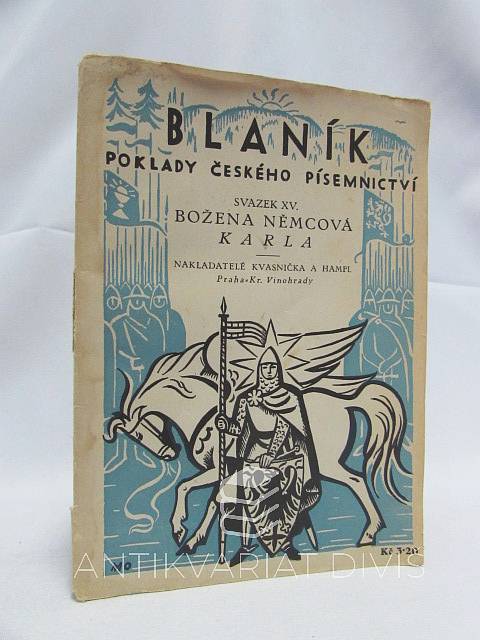 BLANÍK
POKLADY ČESKÉHO PÍSEMNICTVÍ
SVAZEK XV.
BOŽENA NĚMCOVÁ
KARLA
NAKLADATELÉ KVASNIČKA A HAMPL
Praha-Kr. Vinohrady
Kč 3·20
ANTIKVARIÁT DIVIŠ